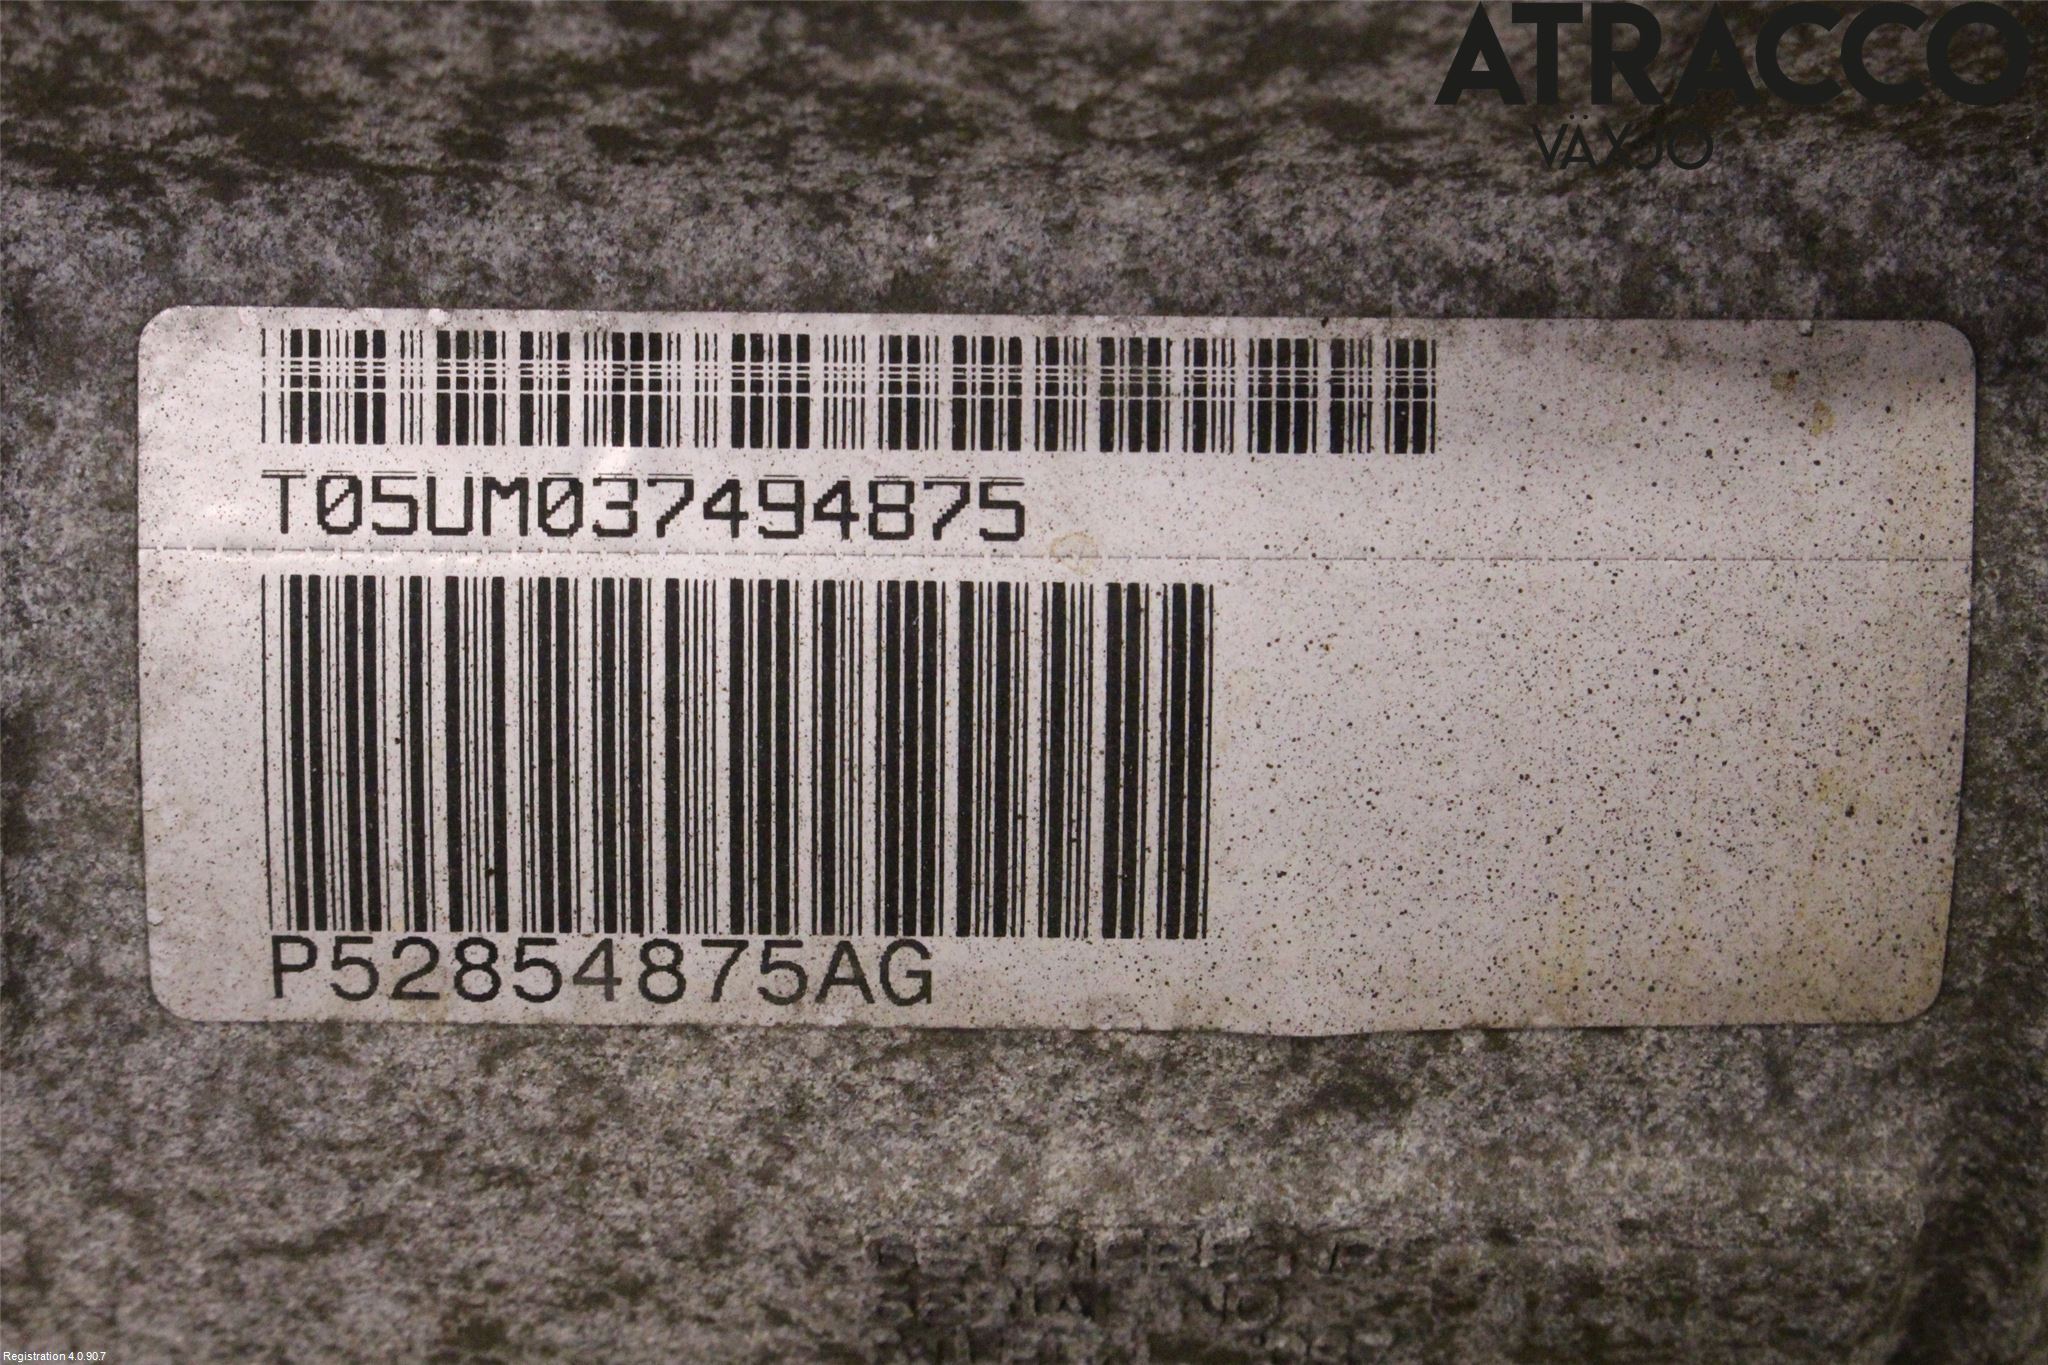 ATRACCO
VÄXJÖ
T05UM037494875
P52854875AG
Registration 4.0.90.7